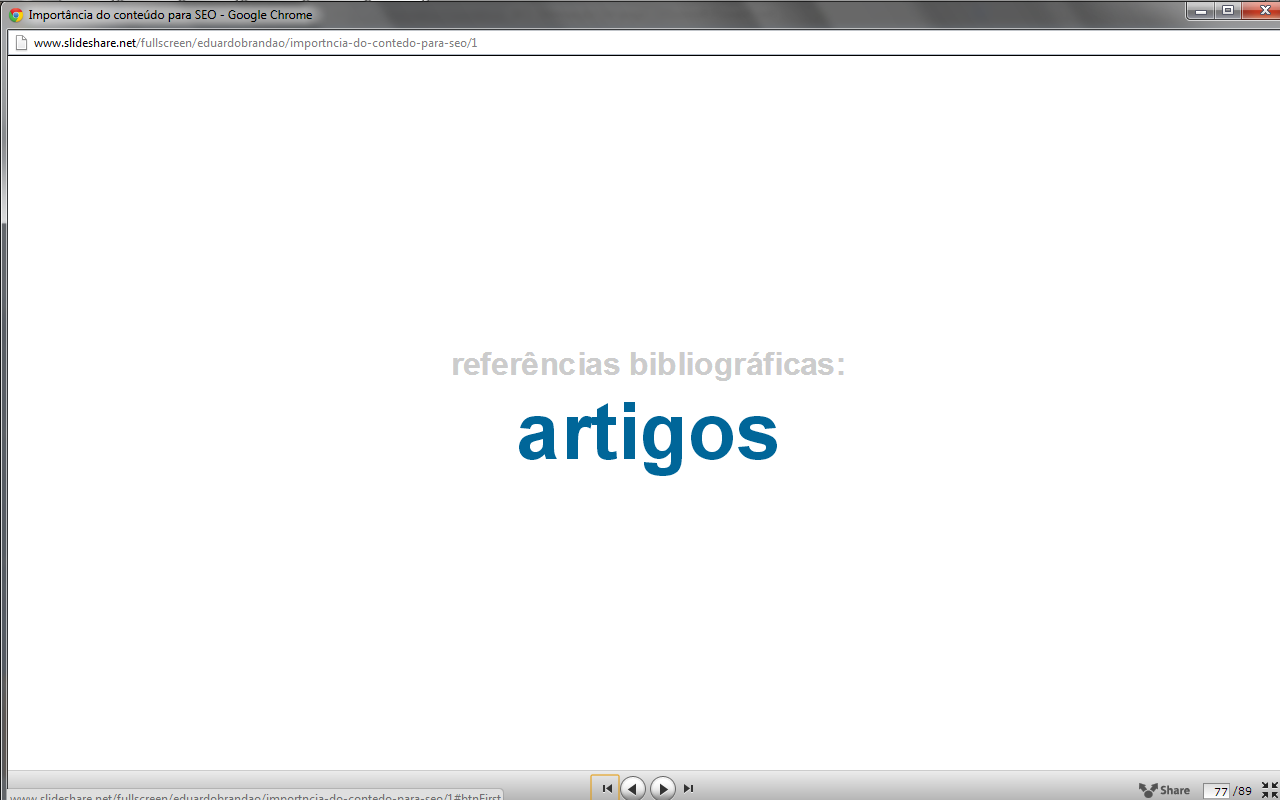 Importância do conteúdo para SEO - Google Chrome
www.slideshare.net/fullscreen/eduardobrandao/importncia-do-contedo-para-seo/1
referências bibliográficas:
artigos
Share 77 /89
www.slideshare.net/fullscreen/eduardobrandao/importncia-do-contedo-para-seo/1#btnFirst